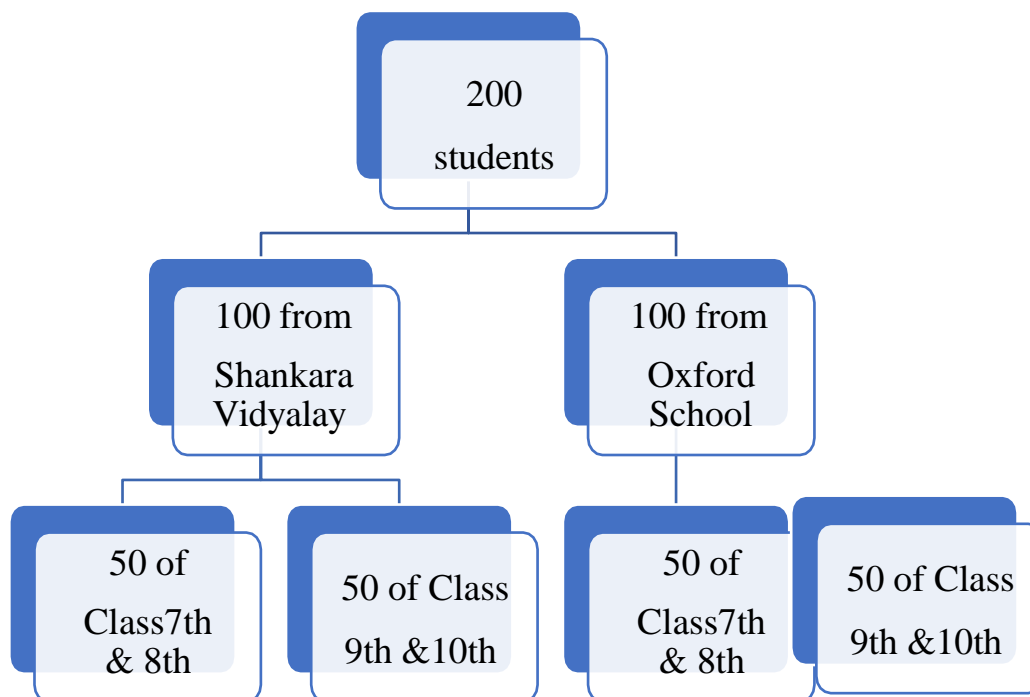 200
students
100 from
Shankara
Vidyalay
100 from
Oxford
School
50 of
Class7th
& 8th
50 of Class
9th &10th
50 of
Class7th
& 8th
50 of Class
9th &10th